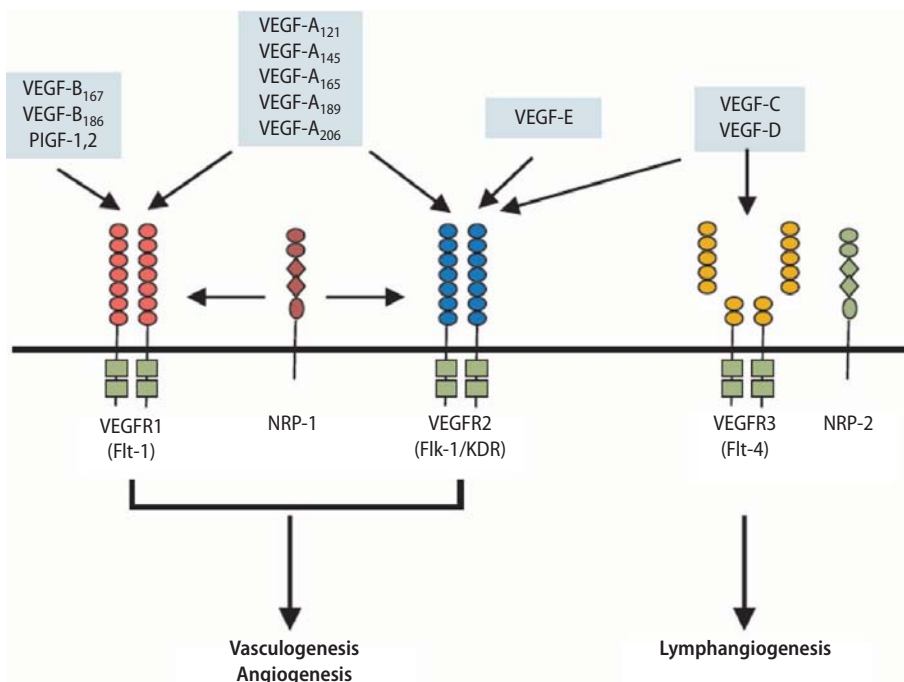 VEGF-A₁₂₁
VEGF-A₁₄₅
VEGF-A₁₆₅
VEGF-A₁₈₉
VEGF-A₂₀₆
VEGF-B₁₆₇
VEGF-B₁₈₆
PIGF-1,2
VEGF-E
VEGF-C
VEGF-D
VEGFR1
(Flt-1)
NRP-1
VEGFR2
(Flk-1/KDR)
VEGFR3
(Flt-4)
NRP-2
Vasculogenesis
Angiogenesis
Lymphangiogenesis